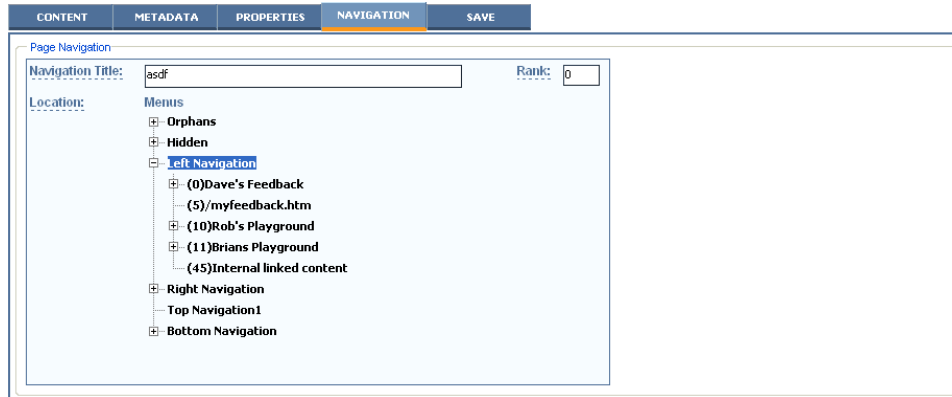 CONTENT METADATA PROPERTIES NAVIGATION SAVE
Page Navigation
Navigation Title: asdf Rank: 0
Location: Menus
Orphans
Hidden
Left Navigation
(0)Dave's Feedback
(5)/myfeedback.htm
(10)Rob's Playground
(11)Brians Playground
(45)Internal linked content
Right Navigation
Top Navigation1
Bottom Navigation